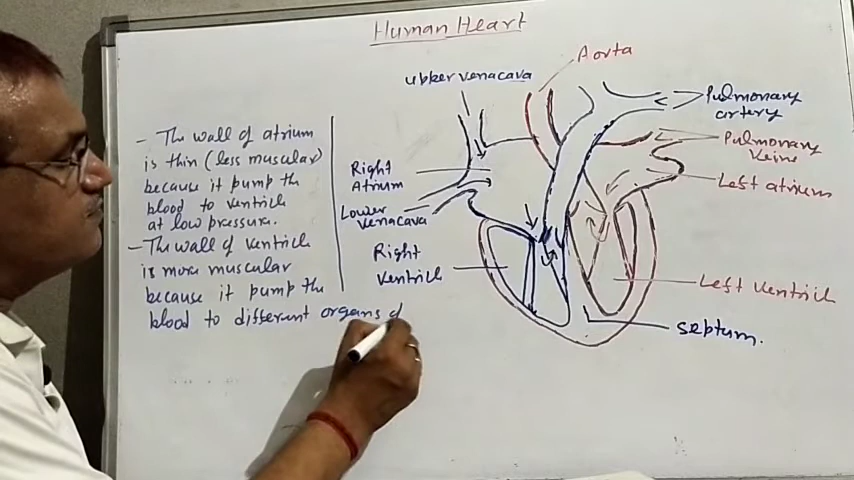 Human Heart
- The wall of atrium
is thin (less muscular)
because it pump the
blood to ventricle
at low pressure.
- The wall of ventricle
is more muscular
because it pump the
blood to different organs of
upper venacava
Aorta
Pulmonary
artery
Pulmonary
Veins
Left atrium
Right
Atrium
Lower
venacava
Right
Ventricle
Left Ventricle
Septum.